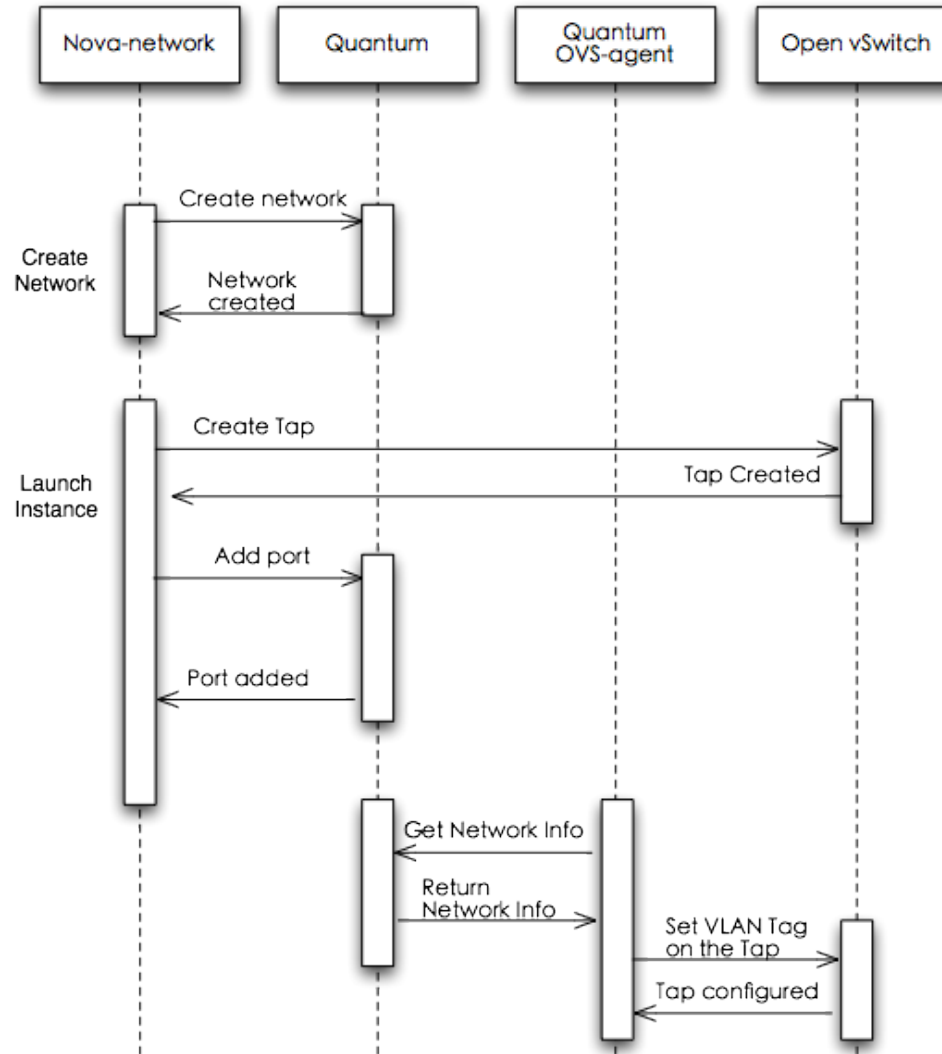 Nova-network
Quantum
Quantum
OVS-agent
Open vSwitch
Create network
Create
Network
Network
created
Create Tap
Tap Created
Launch
Instance
Add port
Port added
Get Network Info
Return
Network Info
Set VLAN Tag
on the Tap
Tap configured